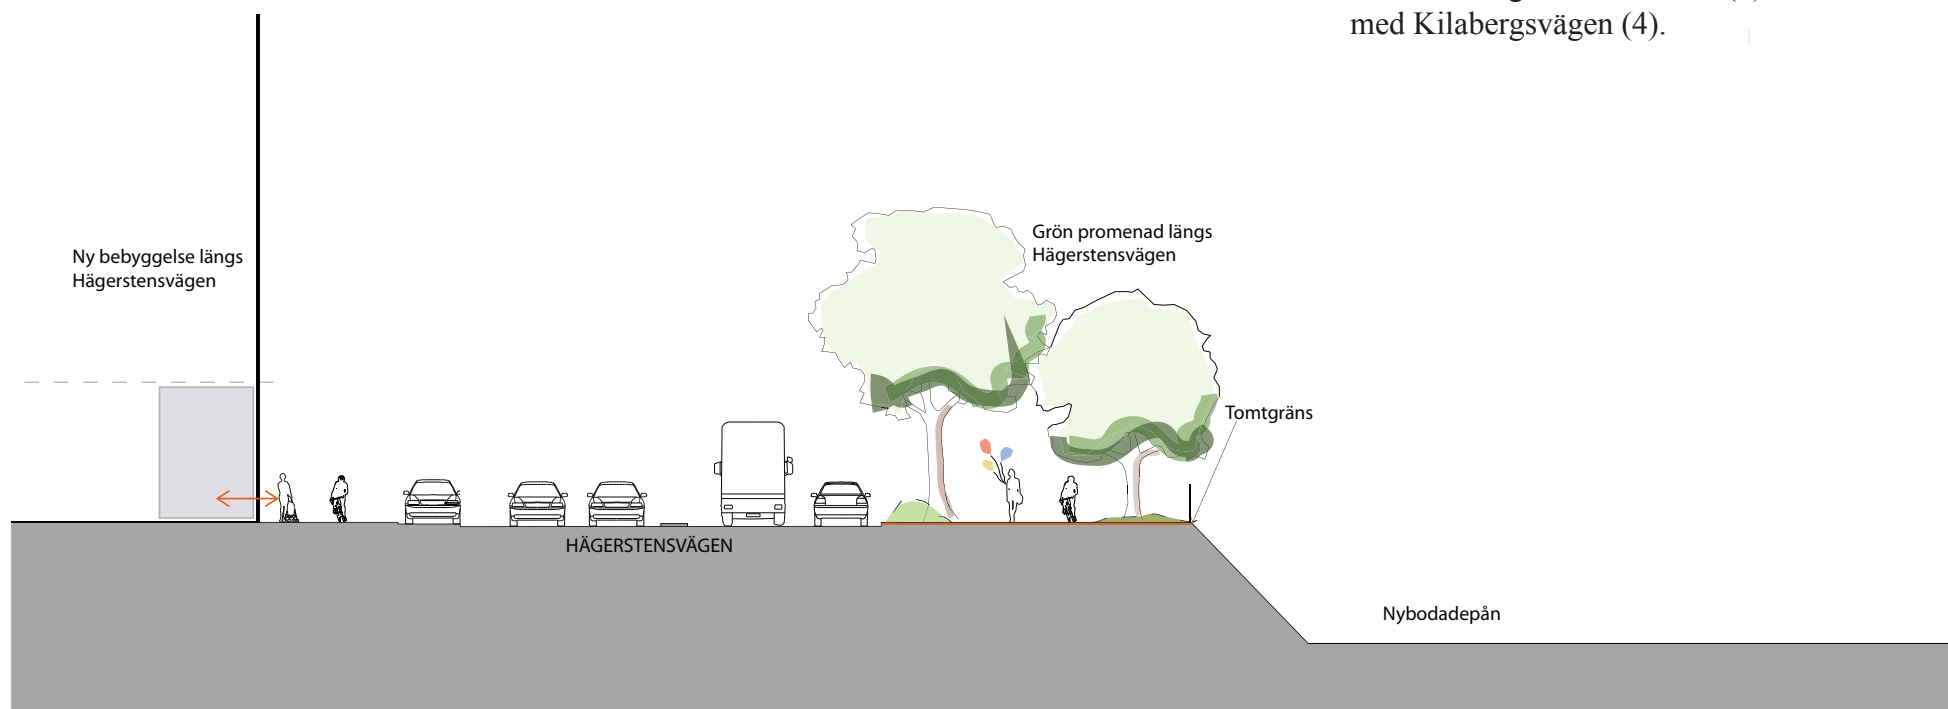 med Kilabergsvägen (4).
Grön promenad längs
Hägerstensvägen
Ny bebyggelse längs
Hägerstensvägen
Tomtgräns
HÄGERSTENSVÄGEN
Nybodadepån